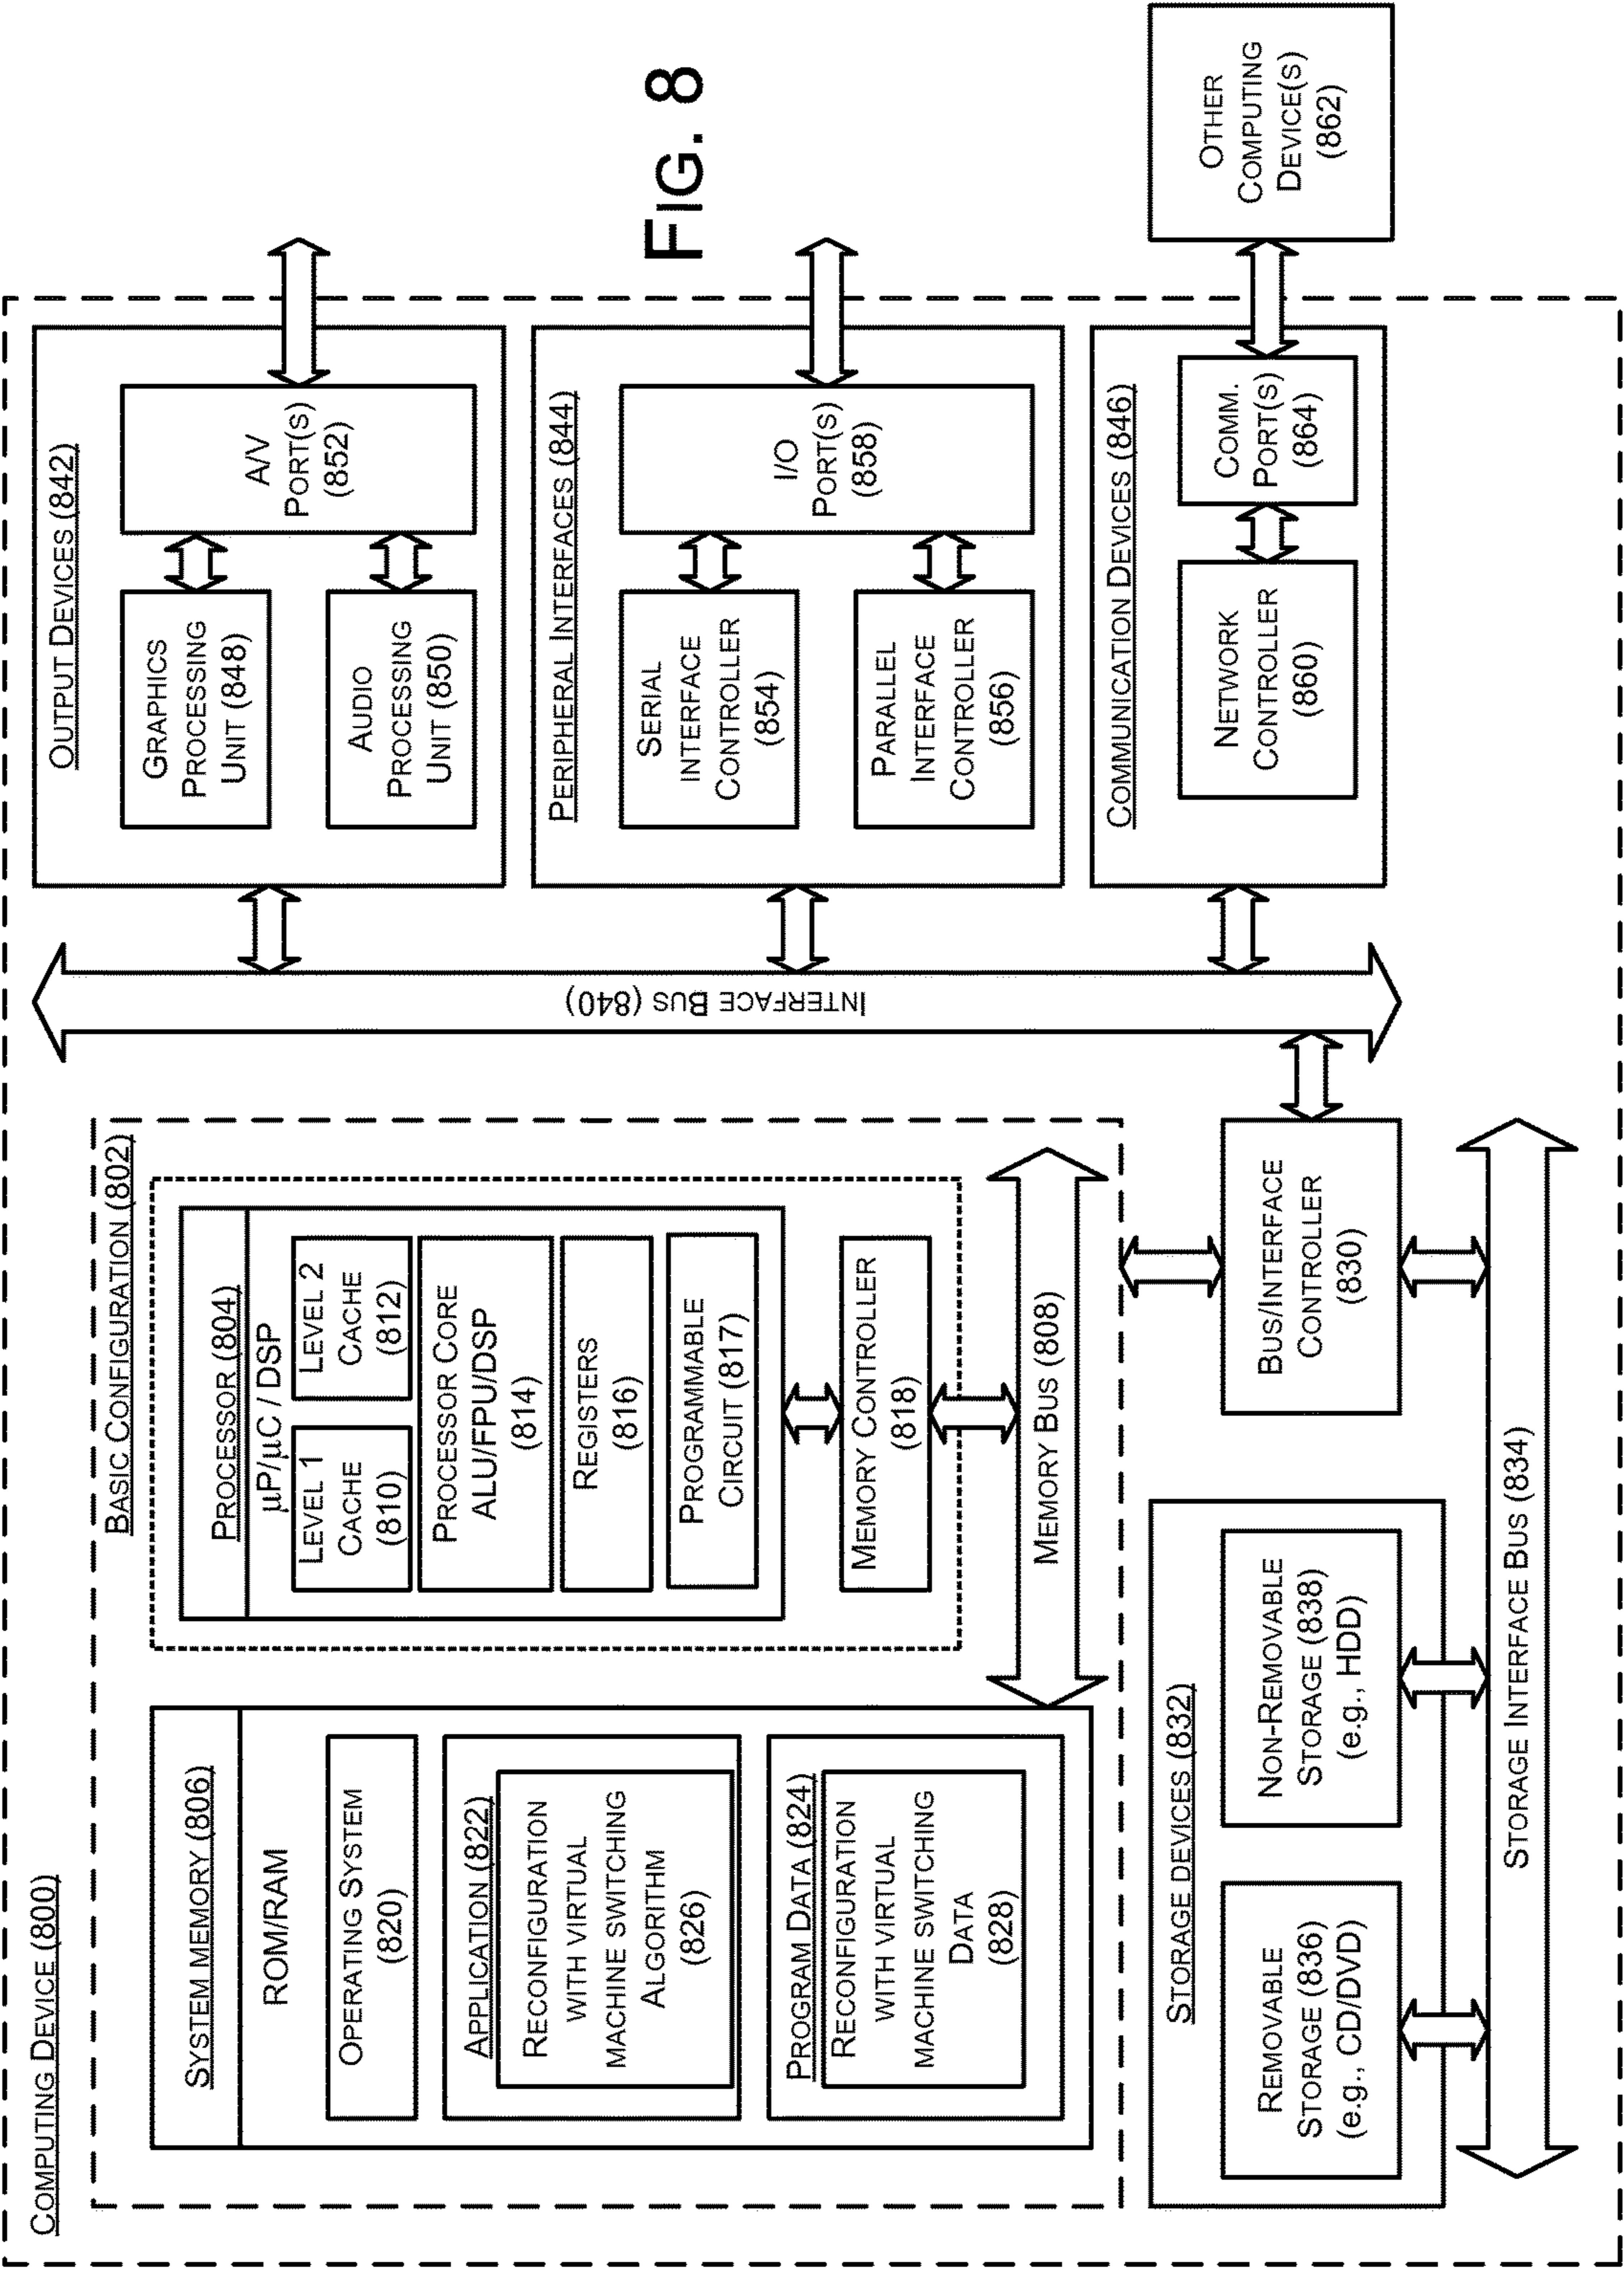 COMPUTING DEVICE (800)
BASIC CONFIGURATION (802)
SYSTEM MEMORY (806)
ROM/RAM
OPERATING SYSTEM
(820)
APPLICATION (822)
RECONFIGURATION
WITH VIRTUAL
MACHINE SWITCHING
ALGORITHM
(826)
PROGRAM DATA (824)
RECONFIGURATION
WITH VIRTUAL
MACHINE SWITCHING
DATA
(828)
PROCESSOR (804)
µP/µC / DSP
LEVEL 1
CACHE
(810)
LEVEL 2
CACHE
(812)
PROCESSOR CORE
ALU/FPU/DSP
(814)
REGISTERS
(816)
PROGRAMMABLE
CIRCUIT (817)
MEMORY CONTROLLER
(818)
MEMORY BUS (808)
BUS/INTERFACE
CONTROLLER
(830)
STORAGE DEVICES (832)
REMOVABLE
STORAGE (836)
(e.g., CD/DVD)
NON-REMOVABLE
STORAGE (838)
(e.g., HDD)
STORAGE INTERFACE BUS (834)
INTERFACE BUS (840)
OUTPUT DEVICES (842)
GRAPHICS
PROCESSING
UNIT (848)
AUDIO
PROCESSING
UNIT (850)
A/V
PORT(S)
(852)
PERIPHERAL INTERFACES (844)
SERIAL
INTERFACE
CONTROLLER
(854)
PARALLEL
INTERFACE
CONTROLLER
(856)
I/O
PORT(S)
(858)
COMMUNICATION DEVICES (846)
NETWORK
CONTROLLER
(860)
COMM.
PORT(S)
(864)
OTHER
COMPUTING
DEVICE(S)
(862)
FIG. 8